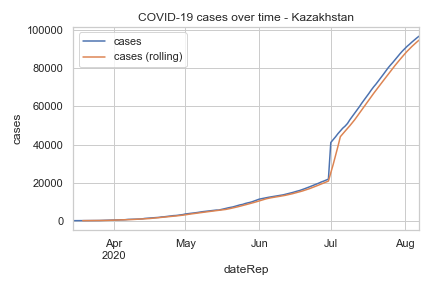 COVID-19 cases over time - Kazakhstan
cases
cases (rolling)
100000
80000
60000
40000
20000
0
cases
Apr
2020
May
Jun
Jul
Aug
dateRep